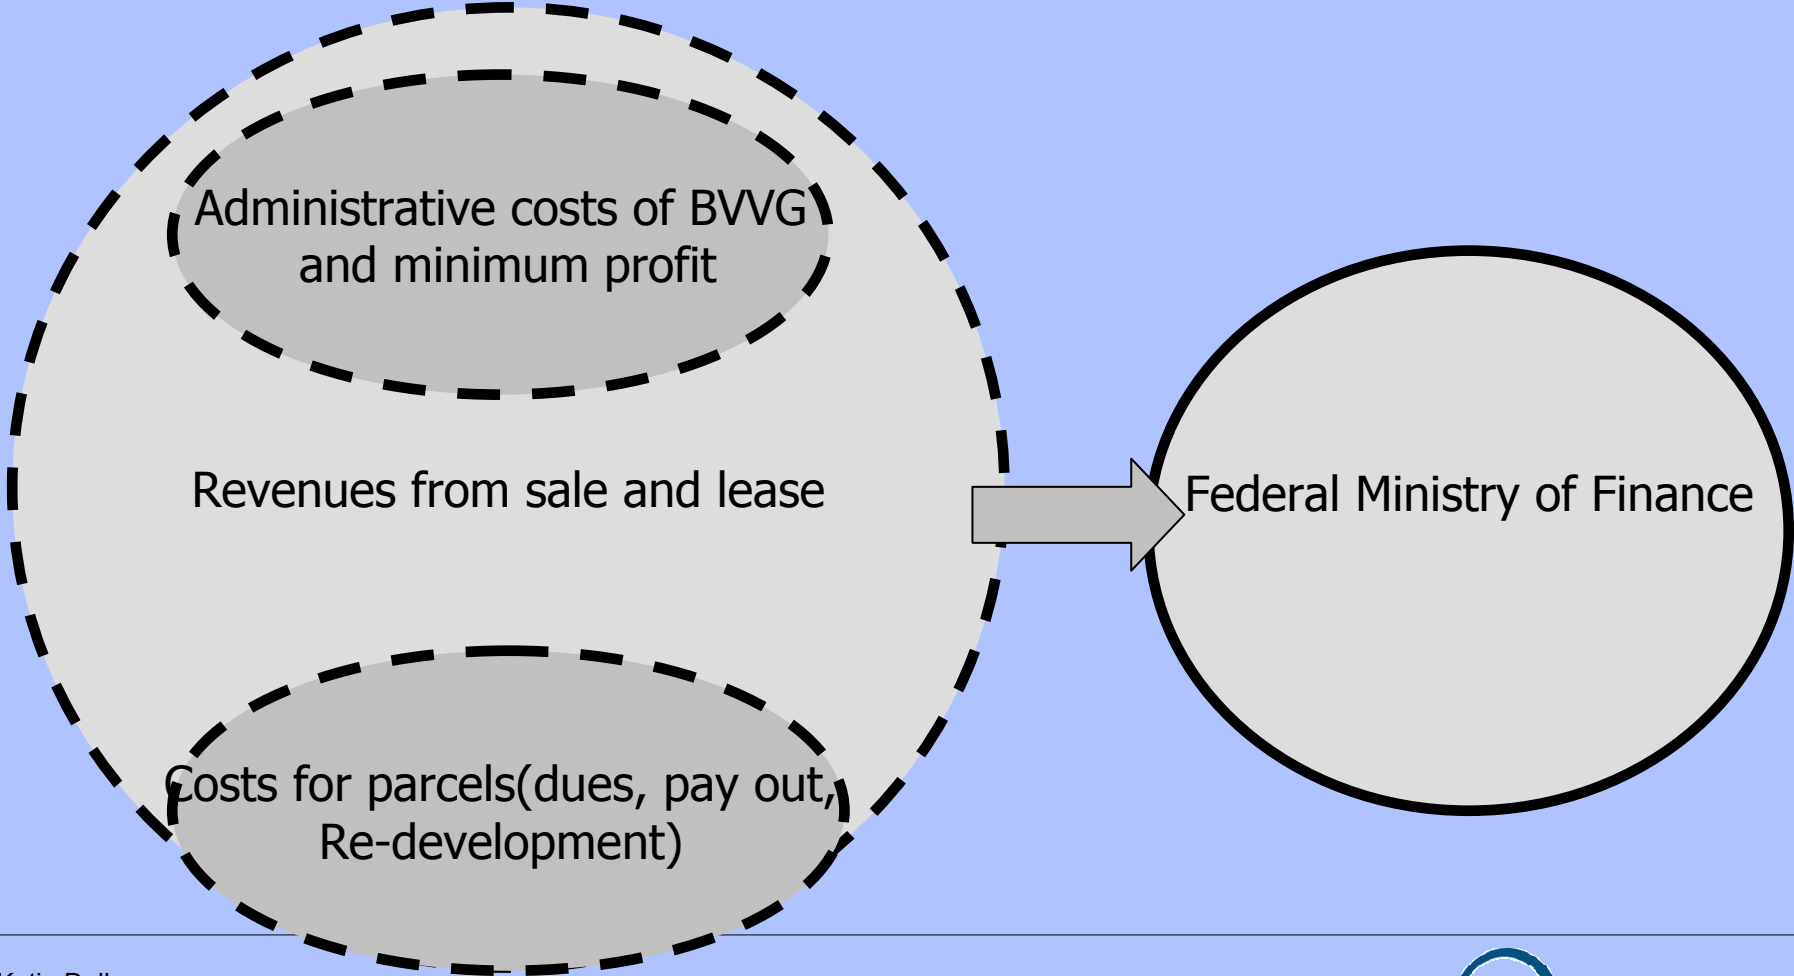 Administrative costs of BVVG
and minimum profit
Revenues from sale and lease
Federal Ministry of Finance
Costs for parcels(dues, pay out,
Re-development)